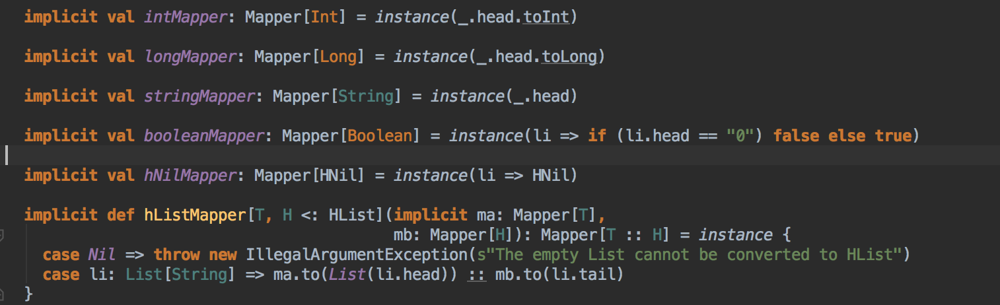 implicit val intMapper: Mapper[Int] = instance(_.head.toInt)
implicit val longMapper: Mapper[Long] = instance(_.head.toLong)
implicit val stringMapper: Mapper[String] = instance(_.head)
implicit val booleanMapper: Mapper[Boolean] = instance(li => if (li.head == "0") false else true)
implicit val hNilMapper: Mapper[HNil] = instance(li => HNil)
implicit def hListMapper[T, H <: HList](implicit ma: Mapper[T],
mb: Mapper[H]): Mapper[T :: H] = instance {
case Nil => throw new IllegalArgumentException(s"The empty List cannot be converted to HList")
case li: List[String] => ma.to(List(li.head)) :: mb.to(li.tail)
}